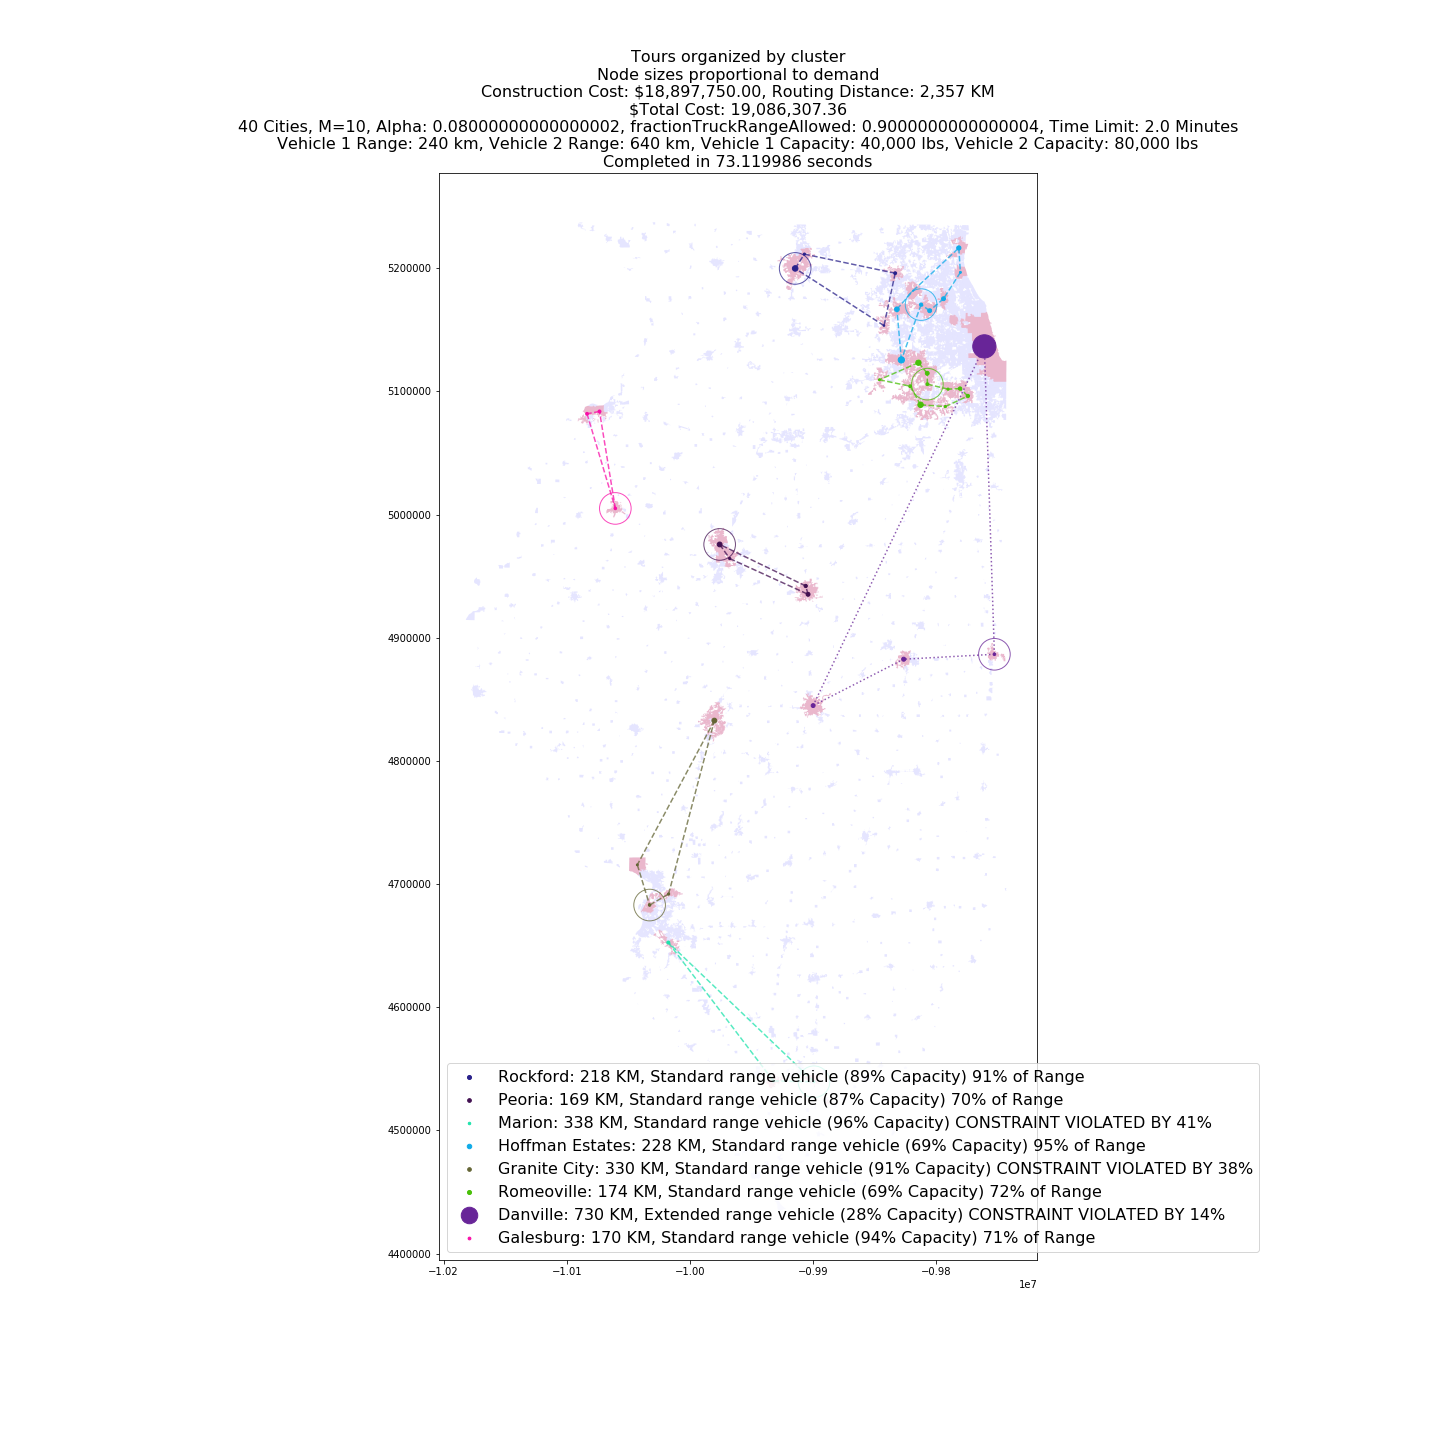 Tours organized by cluster
Node sizes proportional to demand
Construction Cost: $18,897,750.00, Routing Distance: 2,357 KM
$Total Cost: 19,086,307.36
40 Cities, M=10, Alpha: 0.08000000000000002, fractionTruckRangeAllowed: 0.9000000000000004, Time Limit: 2.0 Minutes
Vehicle 1 Range: 240 km, Vehicle 2 Range: 640 km, Vehicle 1 Capacity: 40,000 lbs, Vehicle 2 Capacity: 80,000 lbs
Completed in 73.119986 seconds
5200000
5100000
5000000
4900000
4800000
4700000
4600000
4500000
4400000
Rockford: 218 KM, Standard range vehicle (89% Capacity) 91% of Range
Peoria: 169 KM, Standard range vehicle (87% Capacity) 70% of Range
Marion: 338 KM, Standard range vehicle (96% Capacity) CONSTRAINT VIOLATED BY 41%
Hoffman Estates: 228 KM, Standard range vehicle (69% Capacity) 95% of Range
Granite City: 330 KM, Standard range vehicle (91% Capacity) CONSTRAINT VIOLATED BY 38%
Romeoville: 174 KM, Standard range vehicle (69% Capacity) 72% of Range
Danville: 730 KM, Extended range vehicle (28% Capacity) CONSTRAINT VIOLATED BY 14%
Galesburg: 170 KM, Standard range vehicle (94% Capacity) 71% of Range
−1.02 −1.01 −1.00 −0.99 −0.98
1e7